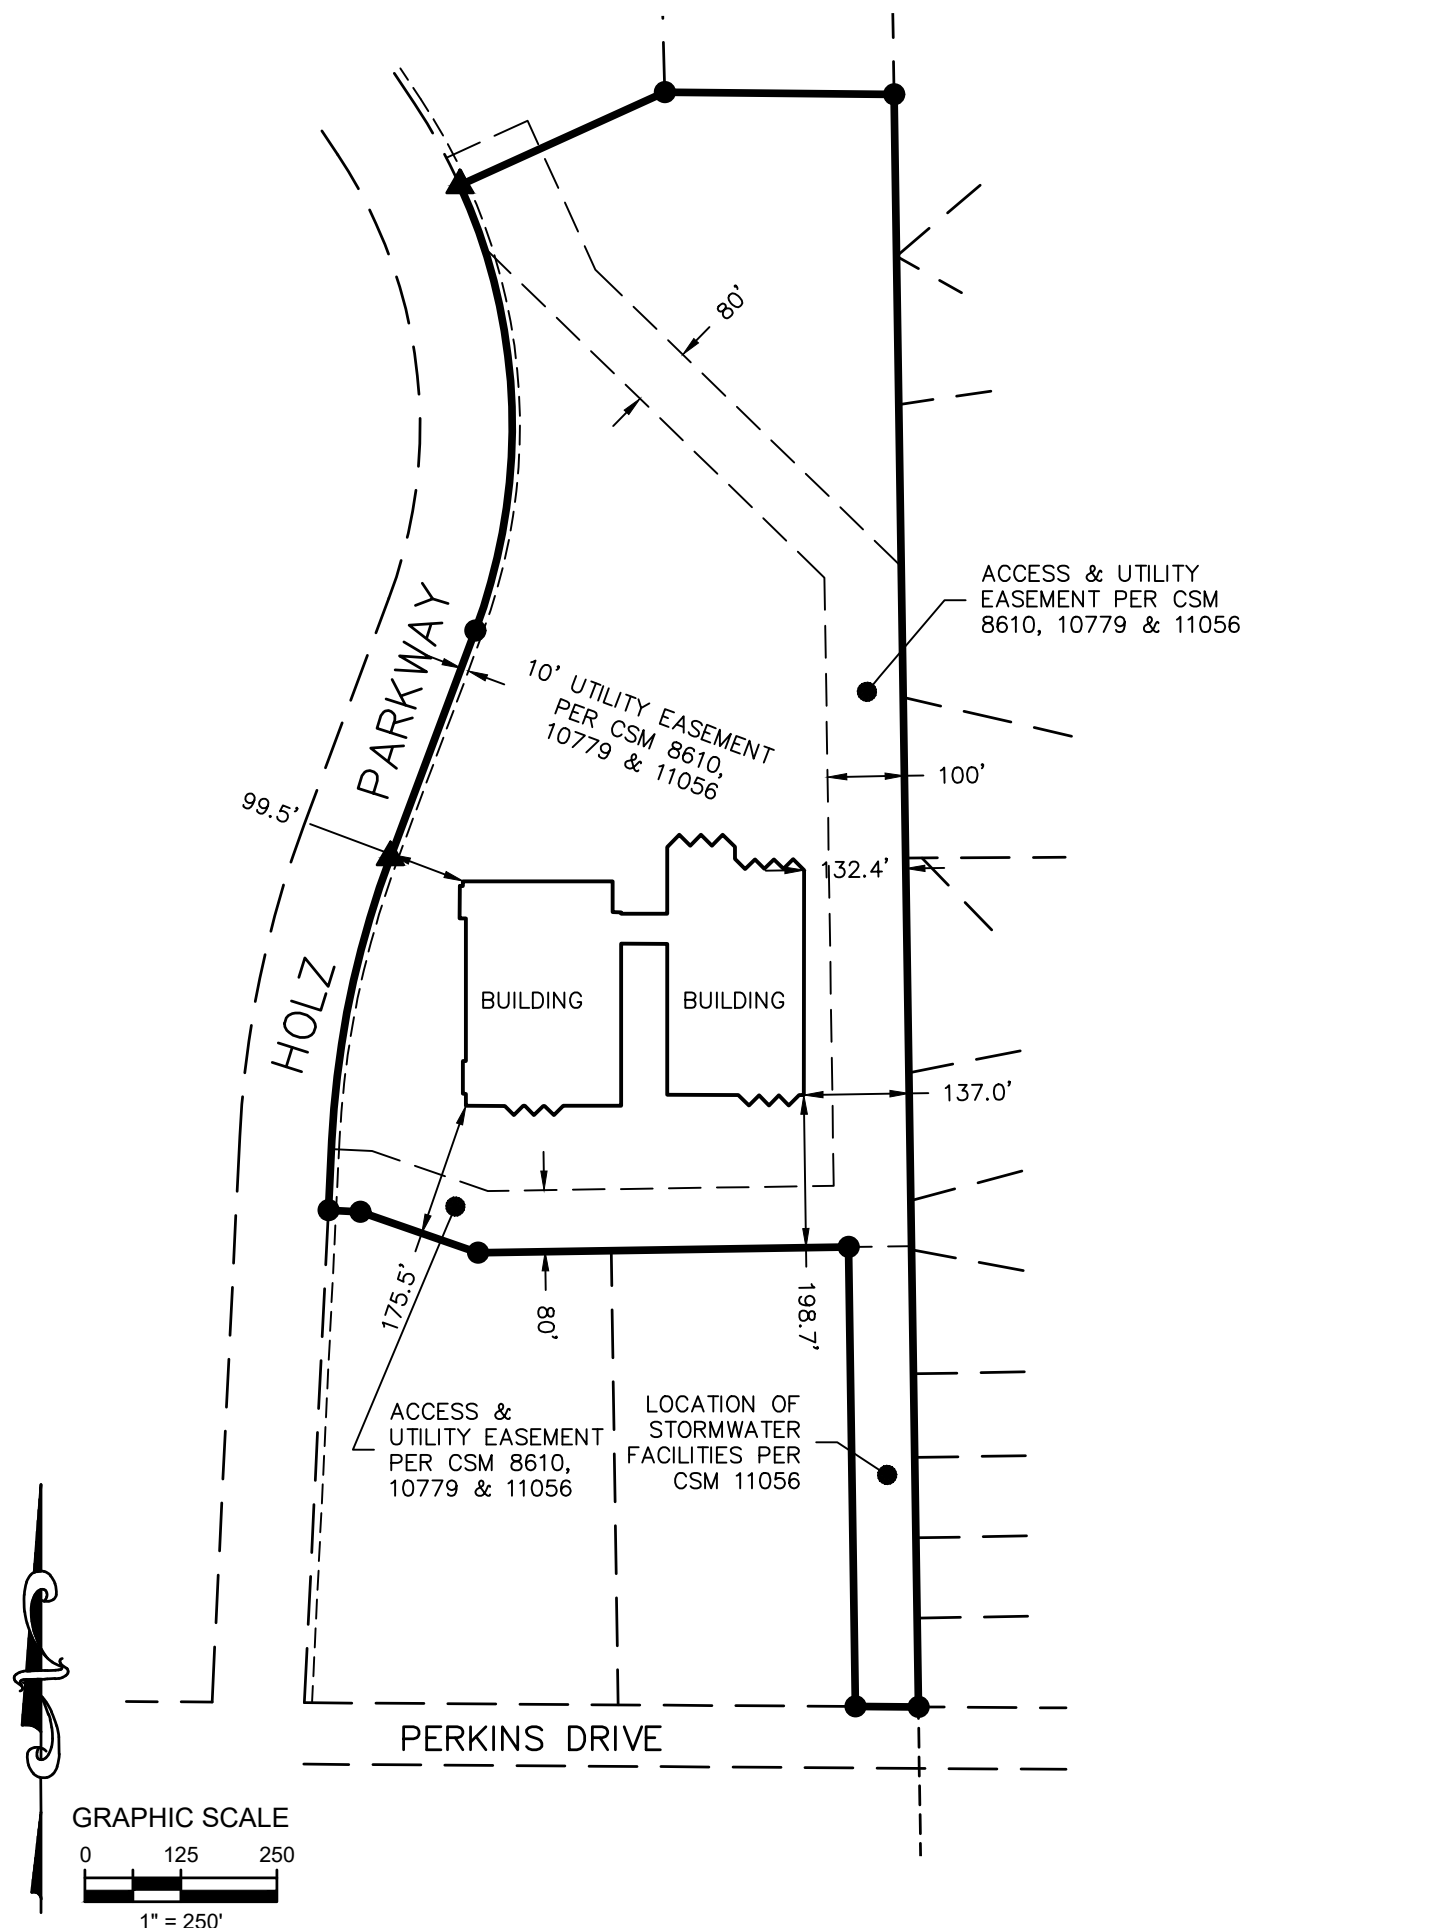 80'
ACCESS & UTILITY
EASEMENT PER CSM
8610, 10779 & 11056
10' UTILITY EASEMENT
PER CSM 8610,
10779 & 11056
HOLZ PARKWAY
100'
99.5'
132.4'
BUILDING
BUILDING
137.0'
175.5'
80'
198.7'
ACCESS &
UTILITY EASEMENT
PER CSM 8610,
10779 & 11056
LOCATION OF
STORMWATER
FACILITIES PER
CSM 11056
PERKINS DRIVE
GRAPHIC SCALE
0 125 250
1" = 250'